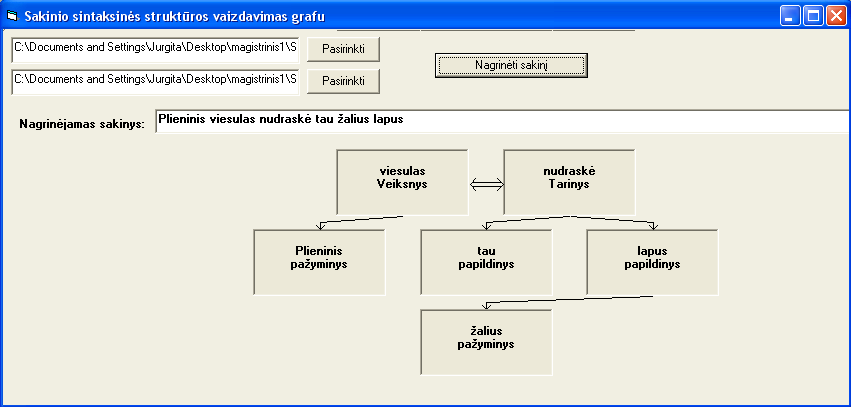 Sakinio sintaksinės struktūros vaizdavimas grafu
C:\Documents and Settings\Jurgita\Desktop\magistrinis1\S
Pasirinkti
Nagrinėti sakinį
C:\Documents and Settings\Jurgita\Desktop\magistrinis1\S
Pasirinkti
Nagrinėjamas sakinys:
Plieninis viesulas nudraskė tau žalius lapus
viesulas
Veiksnys
nudraskė
Tarinys
Plieninis
pažyminys
tau
papildinys
lapus
papildinys
žalius
pažyminys